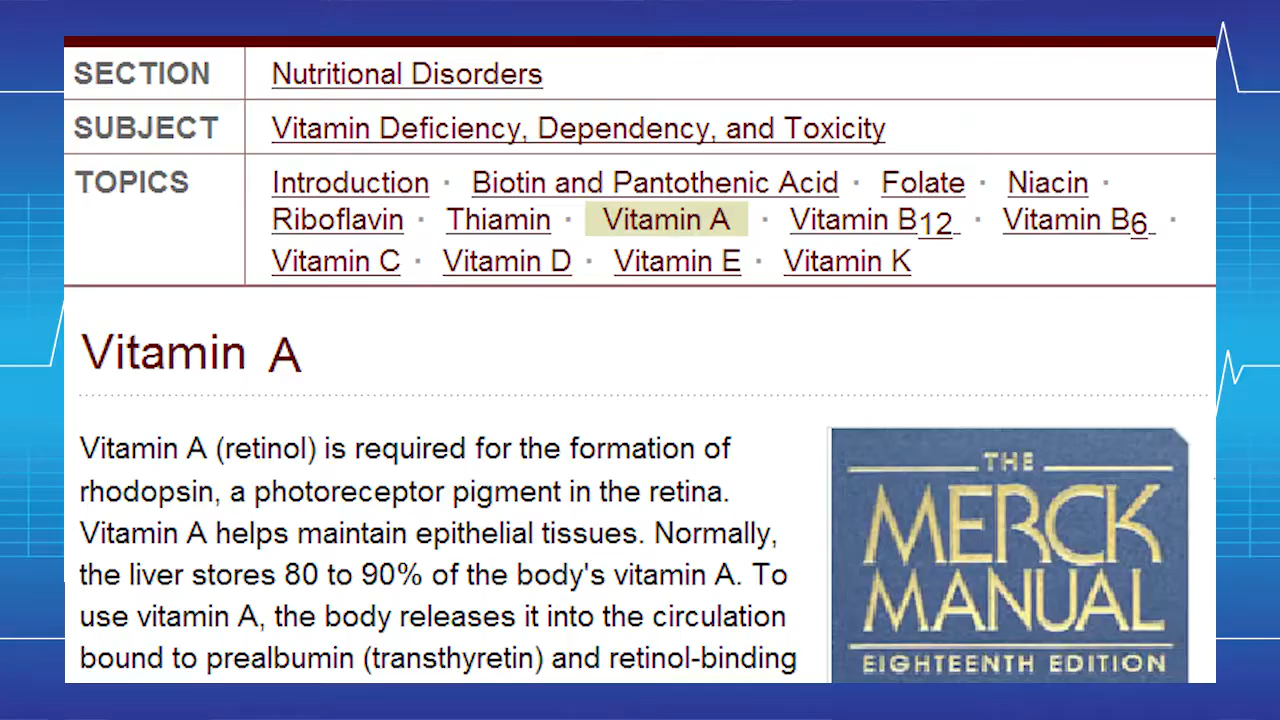 SECTION Nutritional Disorders
SUBJECT Vitamin Deficiency, Dependency, and Toxicity
TOPICS Introduction · Biotin and Pantothenic Acid · Folate · Niacin ·
Riboflavin · Thiamin · Vitamin A · Vitamin B12 · Vitamin B6 ·
Vitamin C · Vitamin D · Vitamin E · Vitamin K
Vitamin A
Vitamin A (retinol) is required for the formation of
rhodopsin, a photoreceptor pigment in the retina.
Vitamin A helps maintain epithelial tissues. Normally,
the liver stores 80 to 90% of the body's vitamin A. To
use vitamin A, the body releases it into the circulation
bound to prealbumin (transthyretin) and retinol-binding
THE
MERCK
MANUAL
EIGHTEENTH EDITION